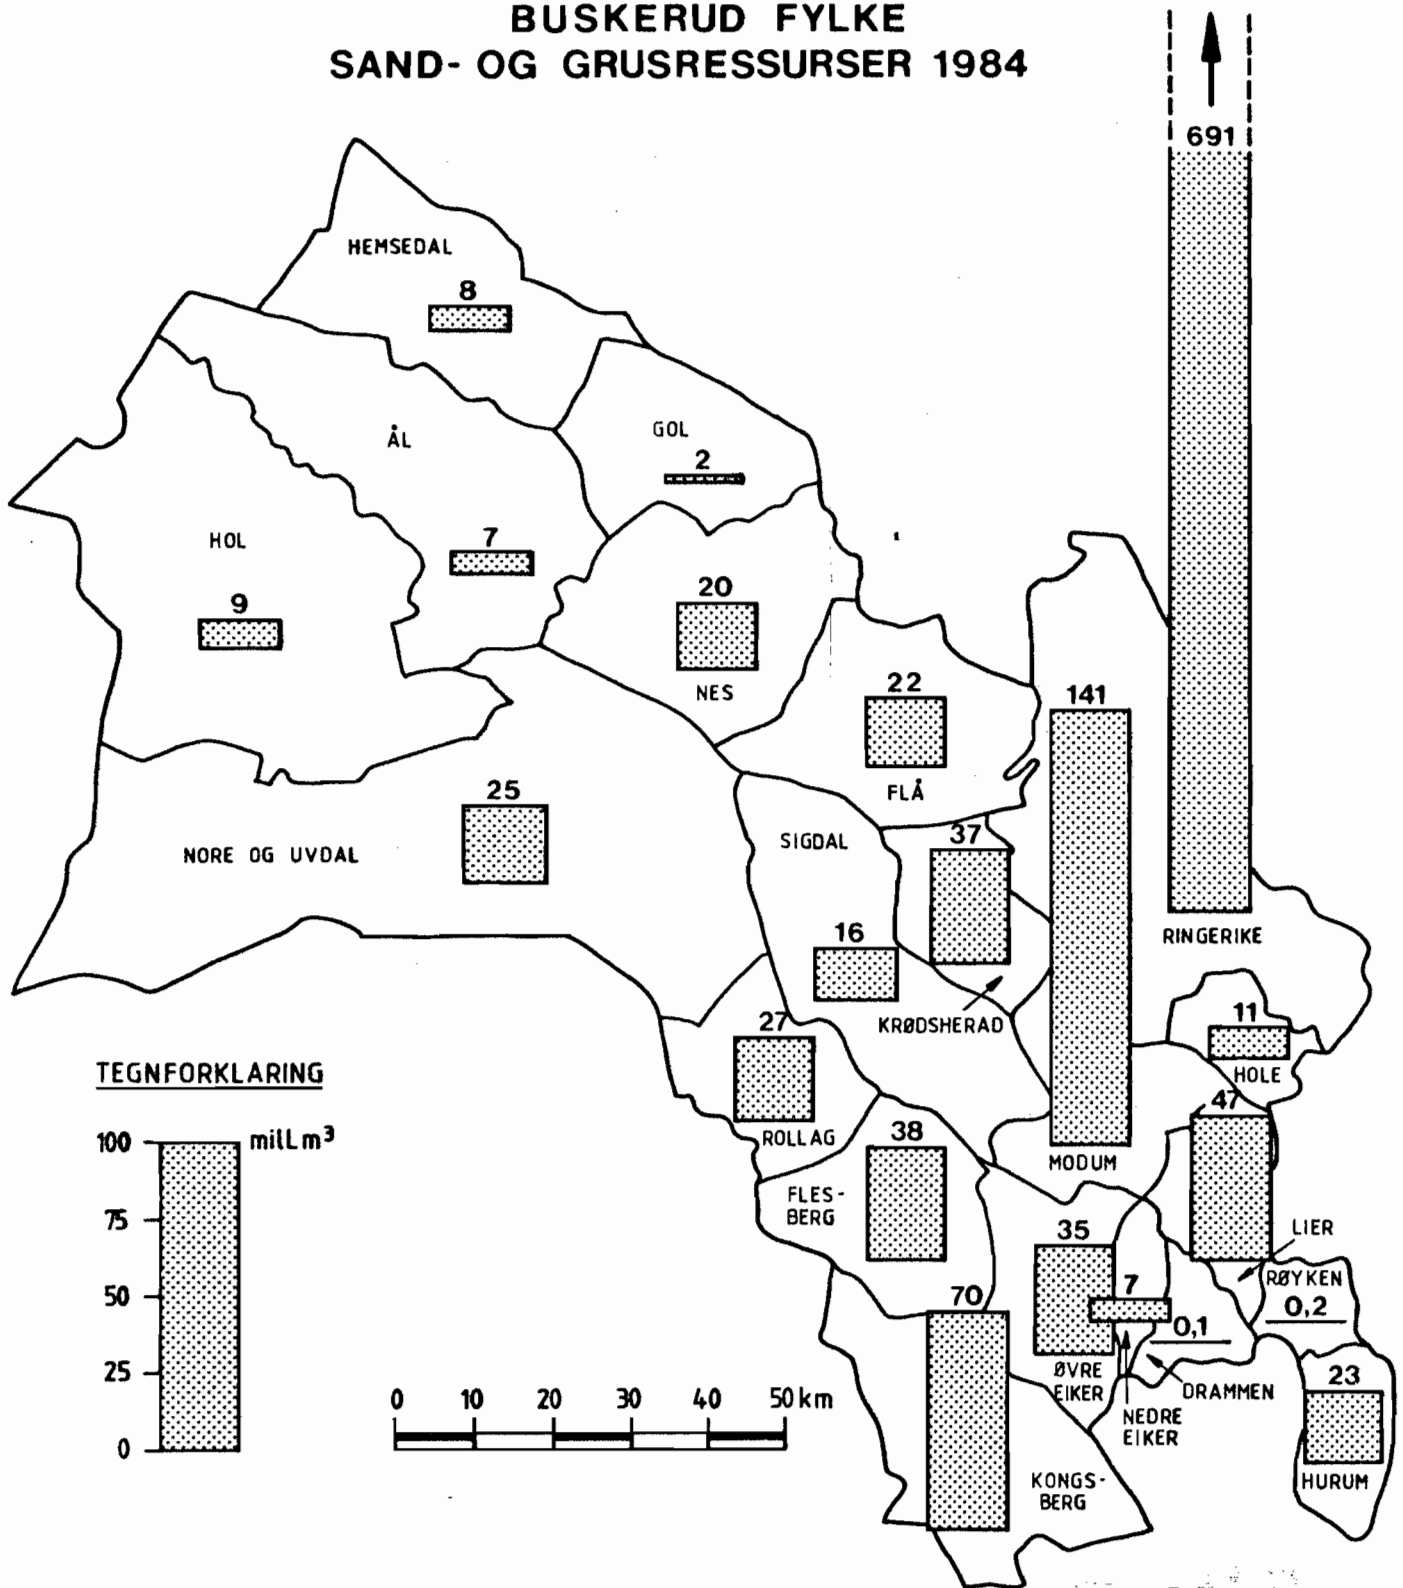 BUSKERUD FYLKE
SAND- OG GRUSRESSURSER 1984
691
HEMSEDAL
8
ÅL
7
GOL
2
HOL
9
20
NES
22
FLÅ
141
MODUM
25
NORE OG UVDAL
SIGDAL
16
37
KRØDSHERAD
RINGERIKE
11
HOLE
27
ROLLAG
47
LIER
38
FLES-
BERG
35
ØVRE
EIKER
7
NEDRE
EIKER
0,1
DRAMMEN
RØYKEN
0,2
70
KONGS-
BERG
23
HURUM
TEGNFORKLARING
100 mill m³
75
50
25
0
0 10 20 30 40 50 km